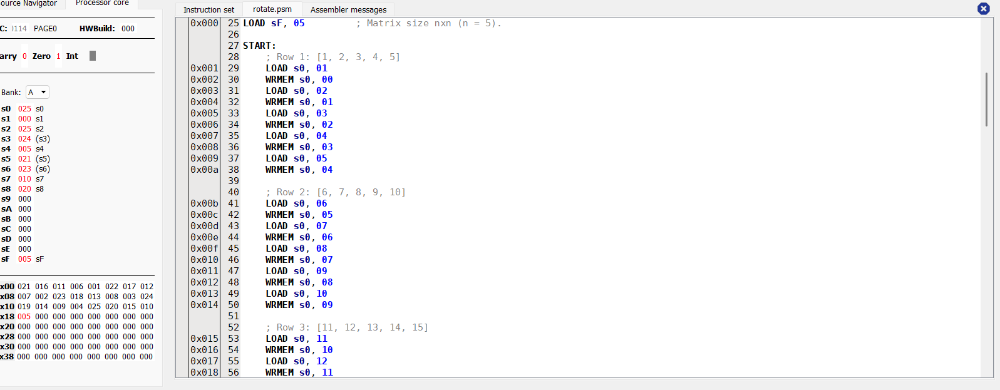 ource Navigator Processor core
C: 0114 PAGE0 HWBuild: 000
arry 0 Zero 1 Int
Bank: A
s0 025 s0
s1 000 s1
s2 025 s2
s3 024 (s3)
s4 005 s4
s5 021 (s5)
s6 023 (s6)
s7 010 s7
s8 020 s8
s9 000
sA 000
sB 000
sC 000
sD 000
sE 000
sF 005 sF
x00 021 016 011 006 001 022 017 012
x08 007 002 023 018 013 008 003 024
x10 019 014 009 004 025 020 015 010
x18 005 000 000 000 000 000 000 000
x20 000 000 000 000 000 000 000 000
x28 000 000 000 000 000 000 000 000
x30 000 000 000 000 000 000 000 000
x38 000 000 000 000 000 000 000 000
Instruction set rotate.psm Assembler messages
0x000 25 LOAD sF, 05 ; Matrix size nxn (n = 5).
26
27 START:
28 ; Row 1: [1, 2, 3, 4, 5]
0x001 29 LOAD s0, 01
0x002 30 WRMEM s0, 00
0x003 31 LOAD s0, 02
0x004 32 WRMEM s0, 01
0x005 33 LOAD s0, 03
0x006 34 WRMEM s0, 02
0x007 35 LOAD s0, 04
0x008 36 WRMEM s0, 03
0x009 37 LOAD s0, 05
0x00a 38 WRMEM s0, 04
39
40 ; Row 2: [6, 7, 8, 9, 10]
0x00b 41 LOAD s0, 06
0x00c 42 WRMEM s0, 05
0x00d 43 LOAD s0, 07
0x00e 44 WRMEM s0, 06
0x00f 45 LOAD s0, 08
0x010 46 WRMEM s0, 07
0x011 47 LOAD s0, 09
0x012 48 WRMEM s0, 08
0x013 49 LOAD s0, 10
0x014 50 WRMEM s0, 09
51
52 ; Row 3: [11, 12, 13, 14, 15]
0x015 53 LOAD s0, 11
0x016 54 WRMEM s0, 10
0x017 55 LOAD s0, 12
0x018 56 WRMEM s0, 11